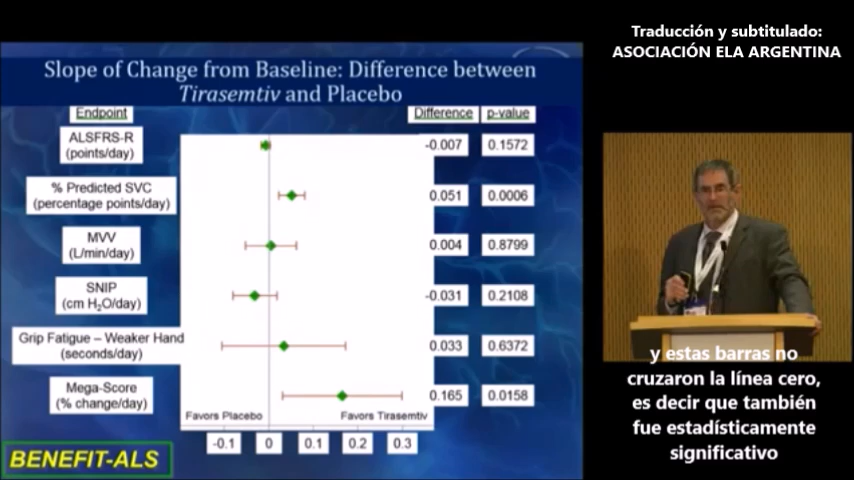 Traducción y subtitulado:
ASOCIACIÓN ELA ARGENTINA
Slope of Change from Baseline: Difference between
Tirasemtiv and Placebo
Endpoint Difference p-value
ALSFRS-R
(points/day) -0.007 0.1572
% Predicted SVC
(percentage points/day) 0.051 0.0006
MVV
(L/min/day) 0.004 0.8799
SNIP
(cm H₂O/day) -0.031 0.2108
Grip Fatigue – Weaker Hand
(seconds/day) 0.033 0.6372
Mega-Score
(% change/day) 0.165 0.0158
Favors Placebo Favors Tirasemtiv
-0.1 0 0.1 0.2 0.3
BENEFIT-ALS
y estas barras no
cruzaron la línea cero,
es decir que también
fue estadísticamente
significativo